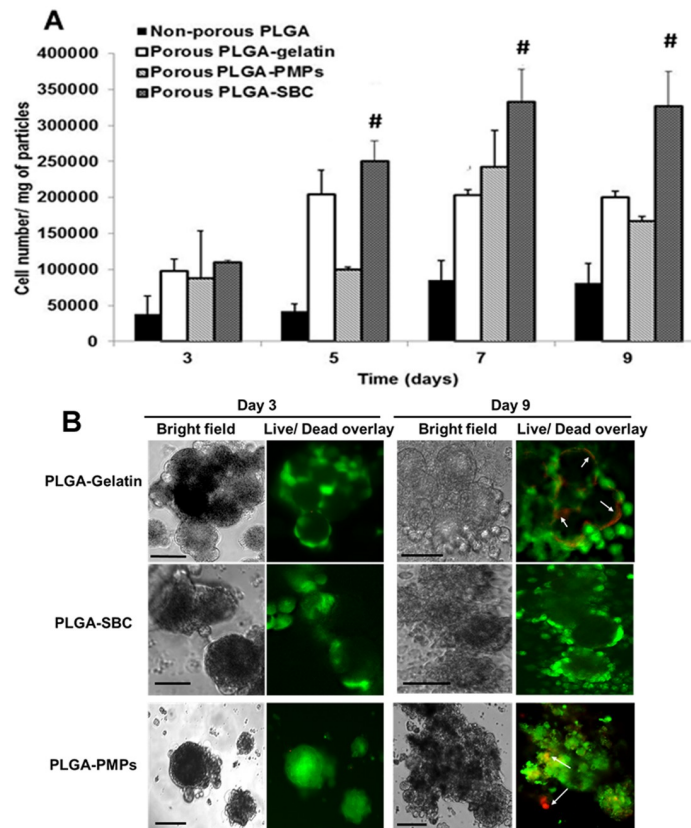 A
Non-porous PLGA
Porous PLGA-gelatin
Porous PLGA-PMPs
Porous PLGA-SBC
Cell number/ mg of particles
400000
350000
300000
250000
200000
150000
100000
50000
0
# # #
3 5 7 9
Time (days)
B
Day 3 Day 9
Bright field Live/ Dead overlay Bright field Live/ Dead overlay
PLGA-Gelatin
PLGA-SBC
PLGA-PMPs